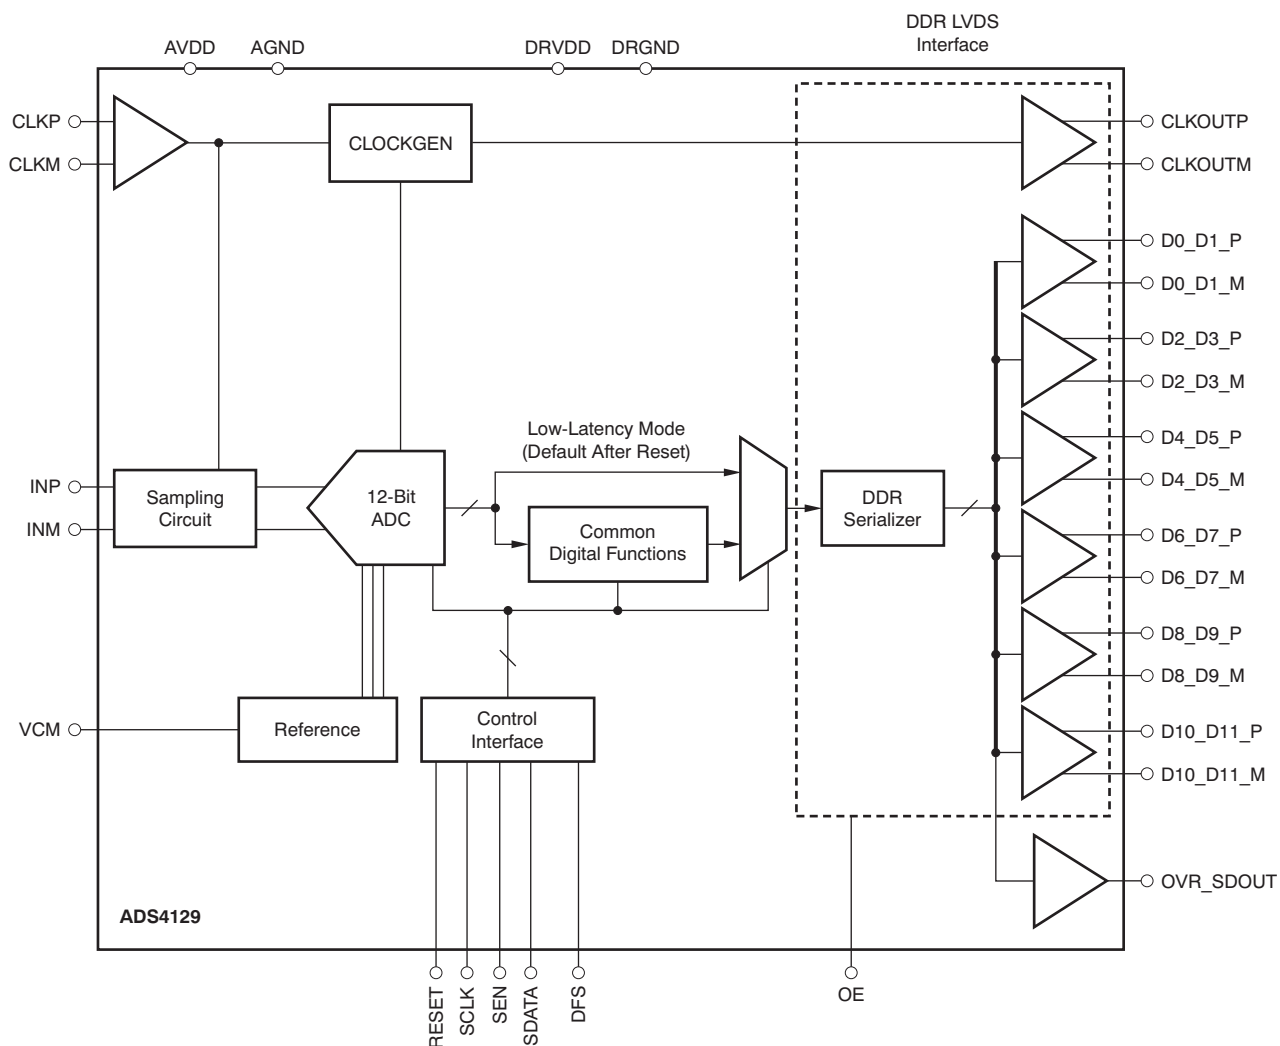 DDR LVDS
Interface
AVDD
AGND
DRVDD
DRGND
CLKP
CLKM
CLOCKGEN
CLKOUTP
CLKOUTM
D0_D1_P
D0_D1_M
D2_D3_P
D2_D3_M
Low-Latency Mode
(Default After Reset)
D4_D5_P
D4_D5_M
INP
INM
Sampling
Circuit
12-Bit
ADC
Common
Digital Functions
DDR
Serializer
D6_D7_P
D6_D7_M
D8_D9_P
D8_D9_M
VCM
Reference
Control
Interface
D10_D11_P
D10_D11_M
OVR_SDOUT
ADS4129
RESET
SCLK
SEN
SDATA
DFS
OE